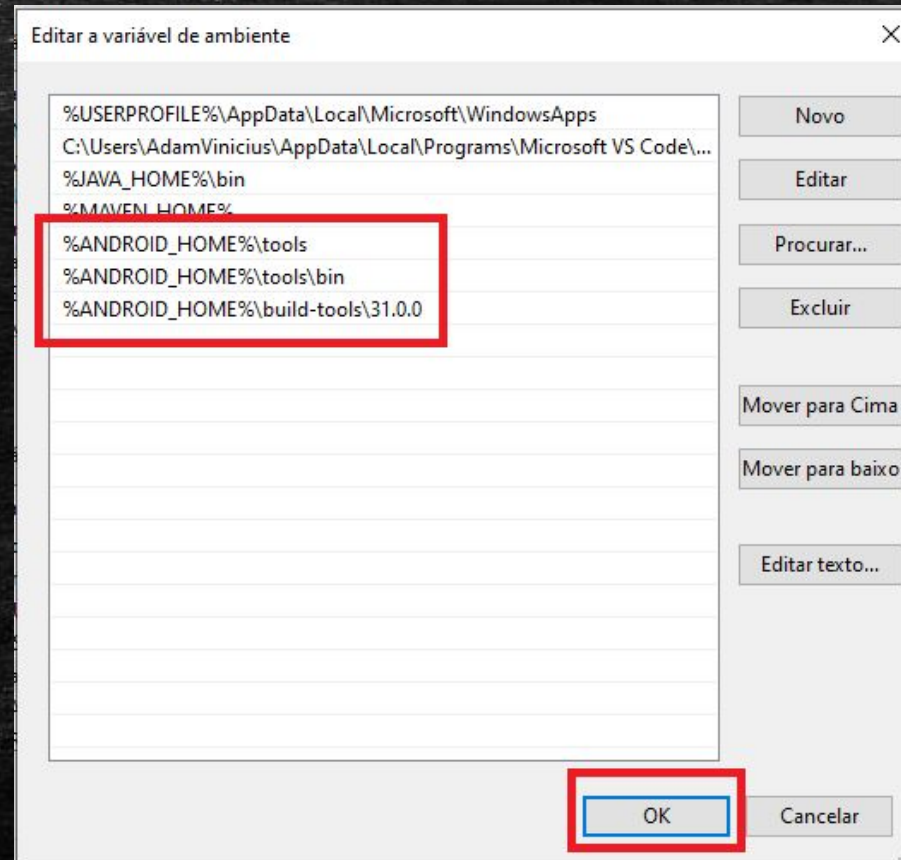 Editar a variável de ambiente
%USERPROFILE%\AppData\Local\Microsoft\WindowsApps
C:\Users\AdamVinicius\AppData\Local\Programs\Microsoft VS Code\...
%JAVA_HOME%\bin
%MAVEN_HOME%
%ANDROID_HOME%\tools
%ANDROID_HOME%\tools\bin
%ANDROID_HOME%\build-tools\31.0.0
Novo
Editar
Procurar...
Excluir
Mover para Cima
Mover para baixo
Editar texto...
OK
Cancelar